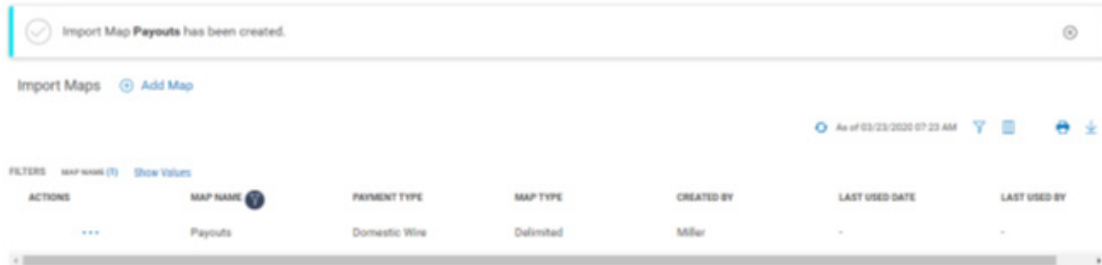 Import Map Payouts has been created.
Import Maps Add Map
As of 03/23/2020 07:23 AM
FILTERS MAP NAME (1) Show Values
ACTIONS MAP NAME PAYMENT TYPE MAP TYPE CREATED BY LAST USED DATE LAST USED BY
... Payouts Domestic Wire Delimited Miller - -